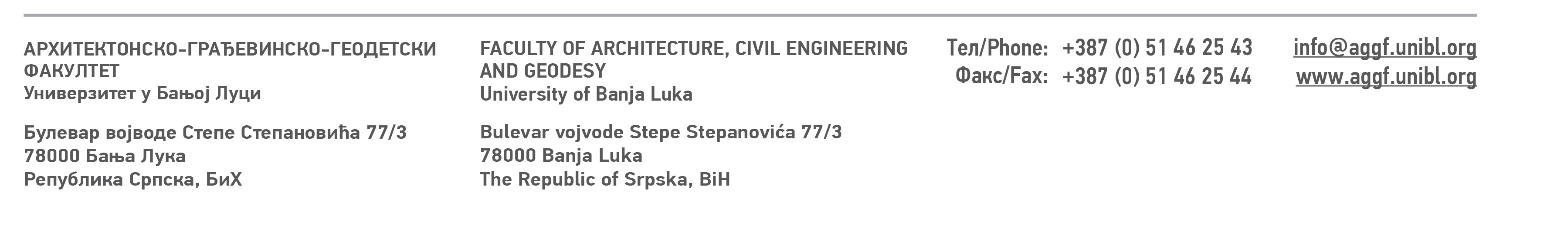 АРХИТЕКТОНСКО-ГРАЂЕВИНСКО-ГЕОДЕТСКИ
ФАКУЛТЕТ
Универзитет у Бањој Луци
Булевар војводе Степе Степановића 77/3
78000 Бања Лука
Република Српска, БиХ
FACULTY OF ARCHITECTURE, CIVIL ENGINEERING
AND GEODESY
University of Banja Luka
Bulevar vojvode Stepe Stepanovića 77/3
78000 Banja Luka
The Republic of Srpska, BiH
Тел/Phone: +387 (0) 51 46 25 43
Факс/Fax: +387 (0) 51 46 25 44
info@aggf.unibl.org
www.aggf.unibl.org